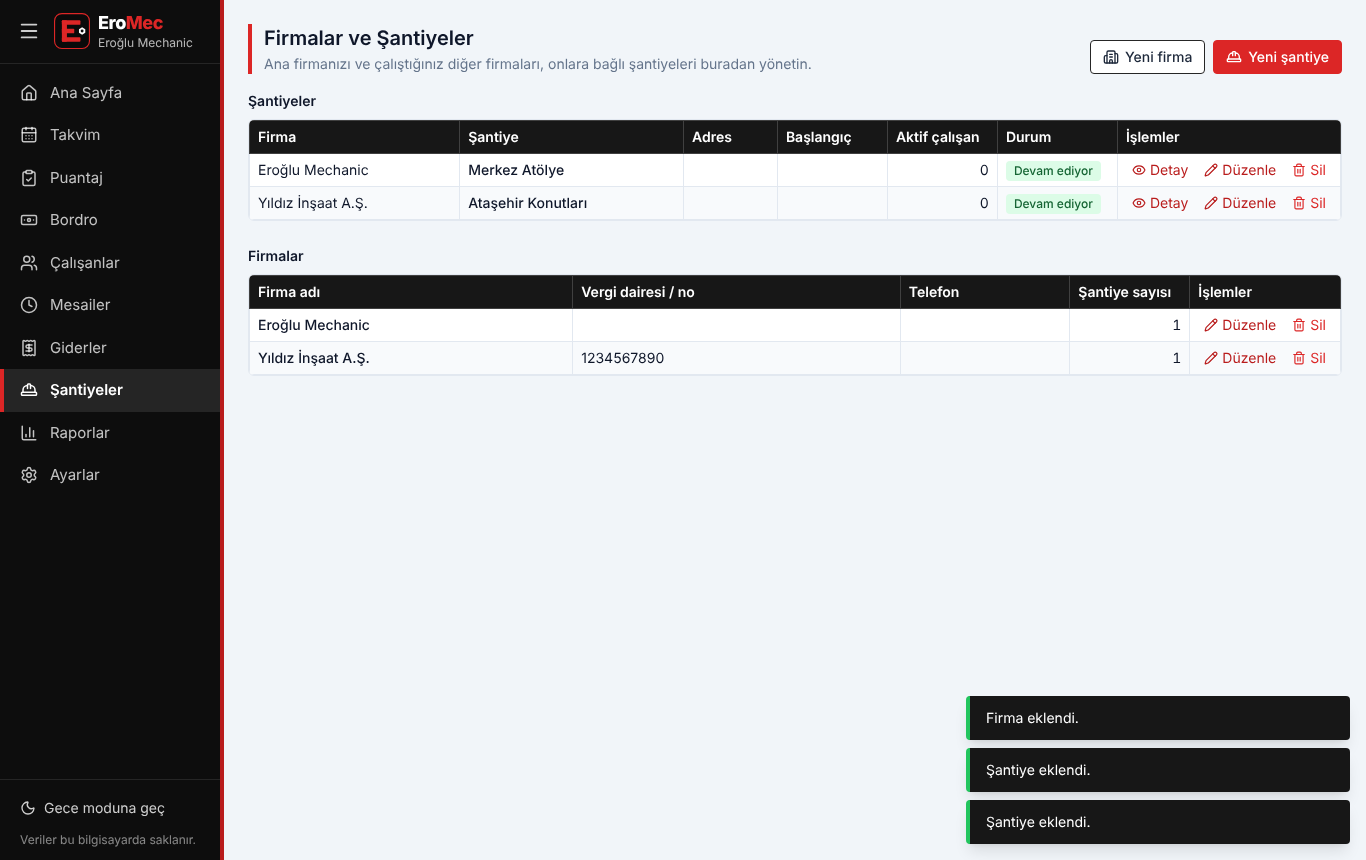 EroMec
Eroğlu Mechanic
Ana Sayfa
Takvim
Puantaj
Bordro
Çalışanlar
Mesailer
Giderler
Şantiyeler
Raporlar
Ayarlar
Gece moduna geç
Veriler bu bilgisayarda saklanır.
Firmalar ve Şantiyeler
Ana firmanızı ve çalıştığınız diğer firmaları, onlara bağlı şantiyeleri buradan yönetin.
Yeni firma
Yeni şantiye
Şantiyeler
Firma Şantiye Adres Başlangıç Aktif çalışan Durum İşlemler
Eroğlu Mechanic Merkez Atölye 0 Devam ediyor Detay Düzenle Sil
Yıldız İnşaat A.Ş. Ataşehir Konutları 0 Devam ediyor Detay Düzenle Sil
Firmalar
Firma adı Vergi dairesi / no Telefon Şantiye sayısı İşlemler
Eroğlu Mechanic 1 Düzenle Sil
Yıldız İnşaat A.Ş. 1234567890 1 Düzenle Sil
Firma eklendi.
Şantiye eklendi.
Şantiye eklendi.